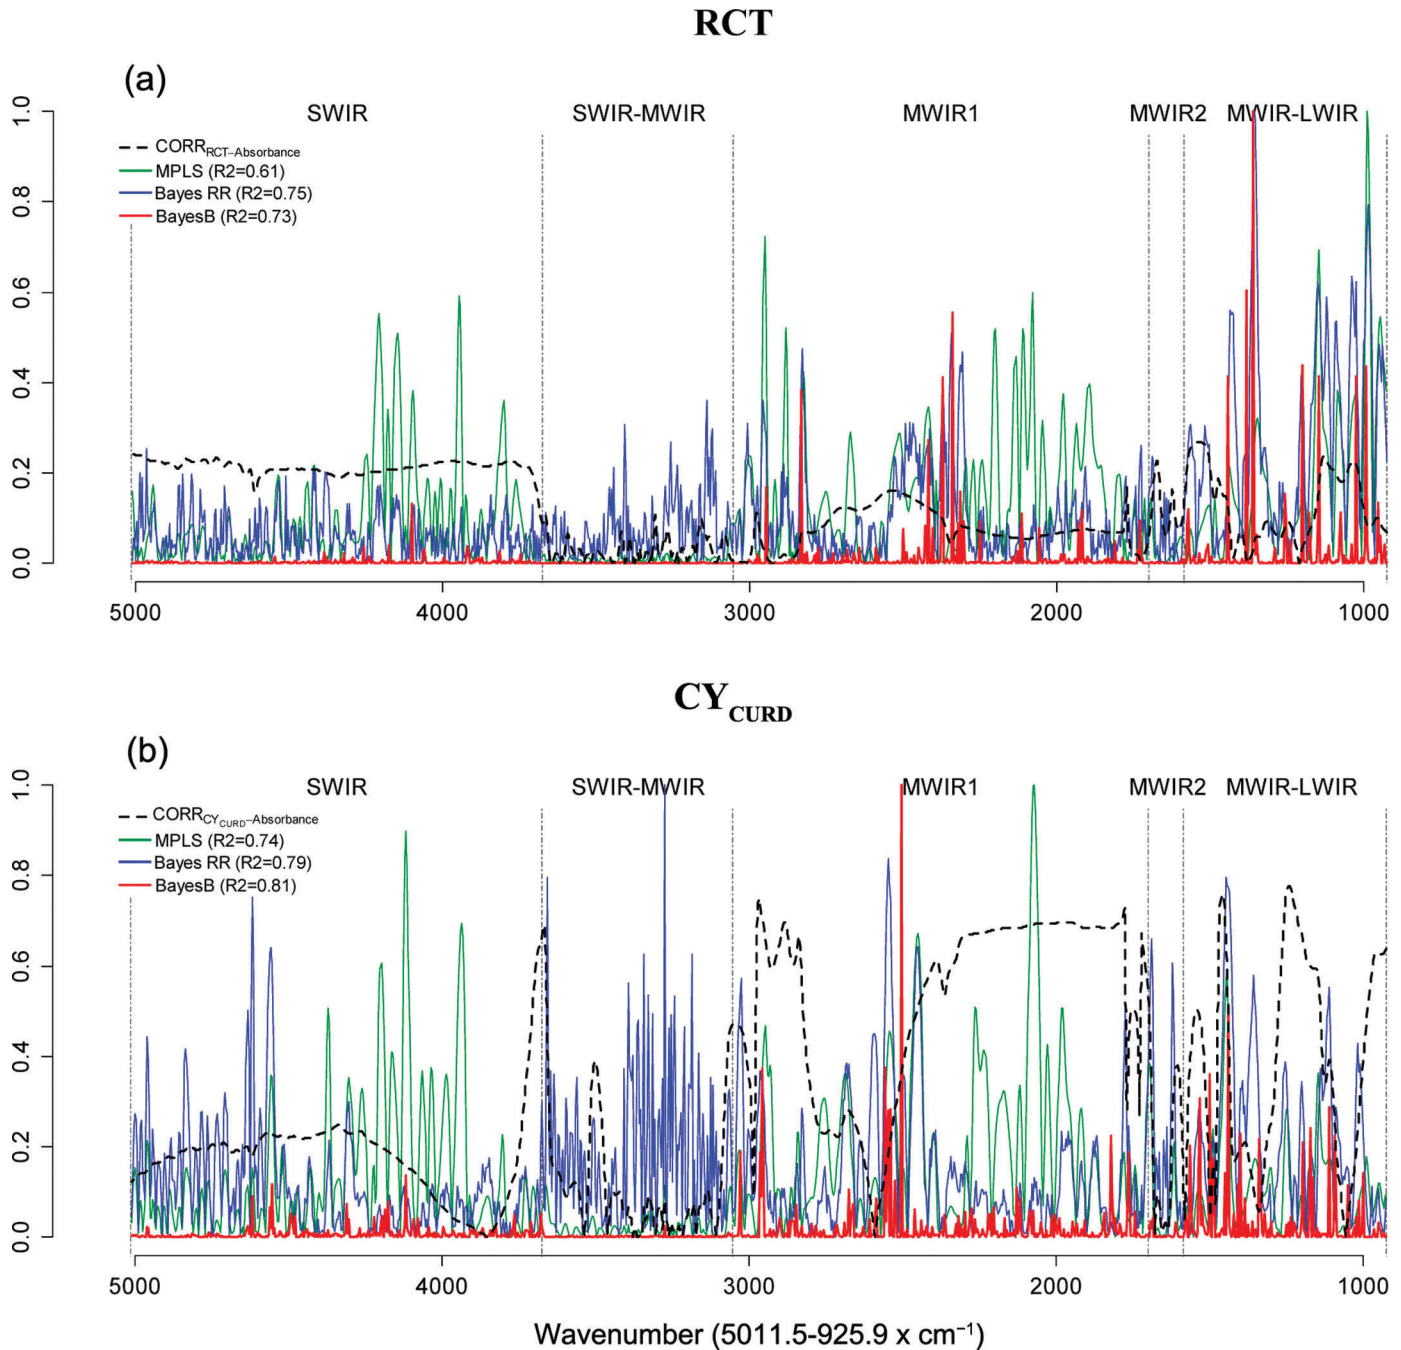 RCT
(a)
SWIR SWIR-MWIR MWIR1 MWIR2 MWIR-LWIR
CORRRCT–Absorbance
MPLS (R2=0.61)
Bayes RR (R2=0.75)
BayesB (R2=0.73)
1.0
0.8
0.6
0.4
0.2
0.0
5000 4000 3000 2000 1000
CYCURD
(b)
SWIR SWIR-MWIR MWIR1 MWIR2 MWIR-LWIR
CORRCYCURD–Absorbance
MPLS (R2=0.74)
Bayes RR (R2=0.79)
BayesB (R2=0.81)
1.0
0.8
0.6
0.4
0.2
0.0
5000 4000 3000 2000 1000
Wavenumber (5011.5-925.9 x cm⁻¹)